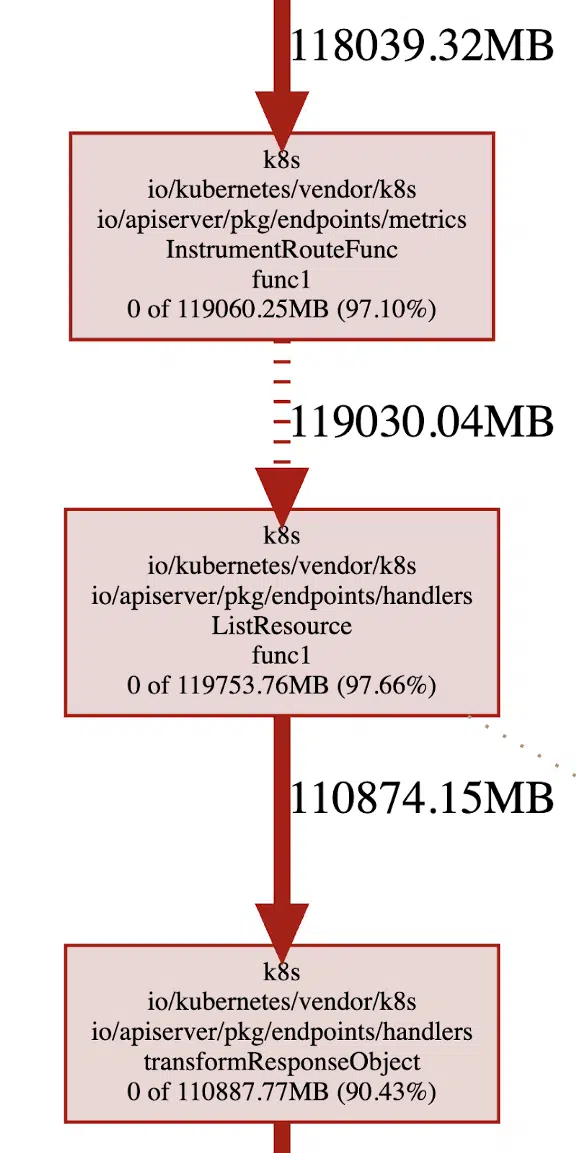 118039.32MB
k8s
io/kubernetes/vendor/k8s
io/apiserver/pkg/endpoints/metrics
InstrumentRouteFunc
func1
0 of 119060.25MB (97.10%)
119030.04MB
k8s
io/kubernetes/vendor/k8s
io/apiserver/pkg/endpoints/handlers
ListResource
func1
0 of 119753.76MB (97.66%)
110874.15MB
k8s
io/kubernetes/vendor/k8s
io/apiserver/pkg/endpoints/handlers
transformResponseObject
0 of 110887.77MB (90.43%)